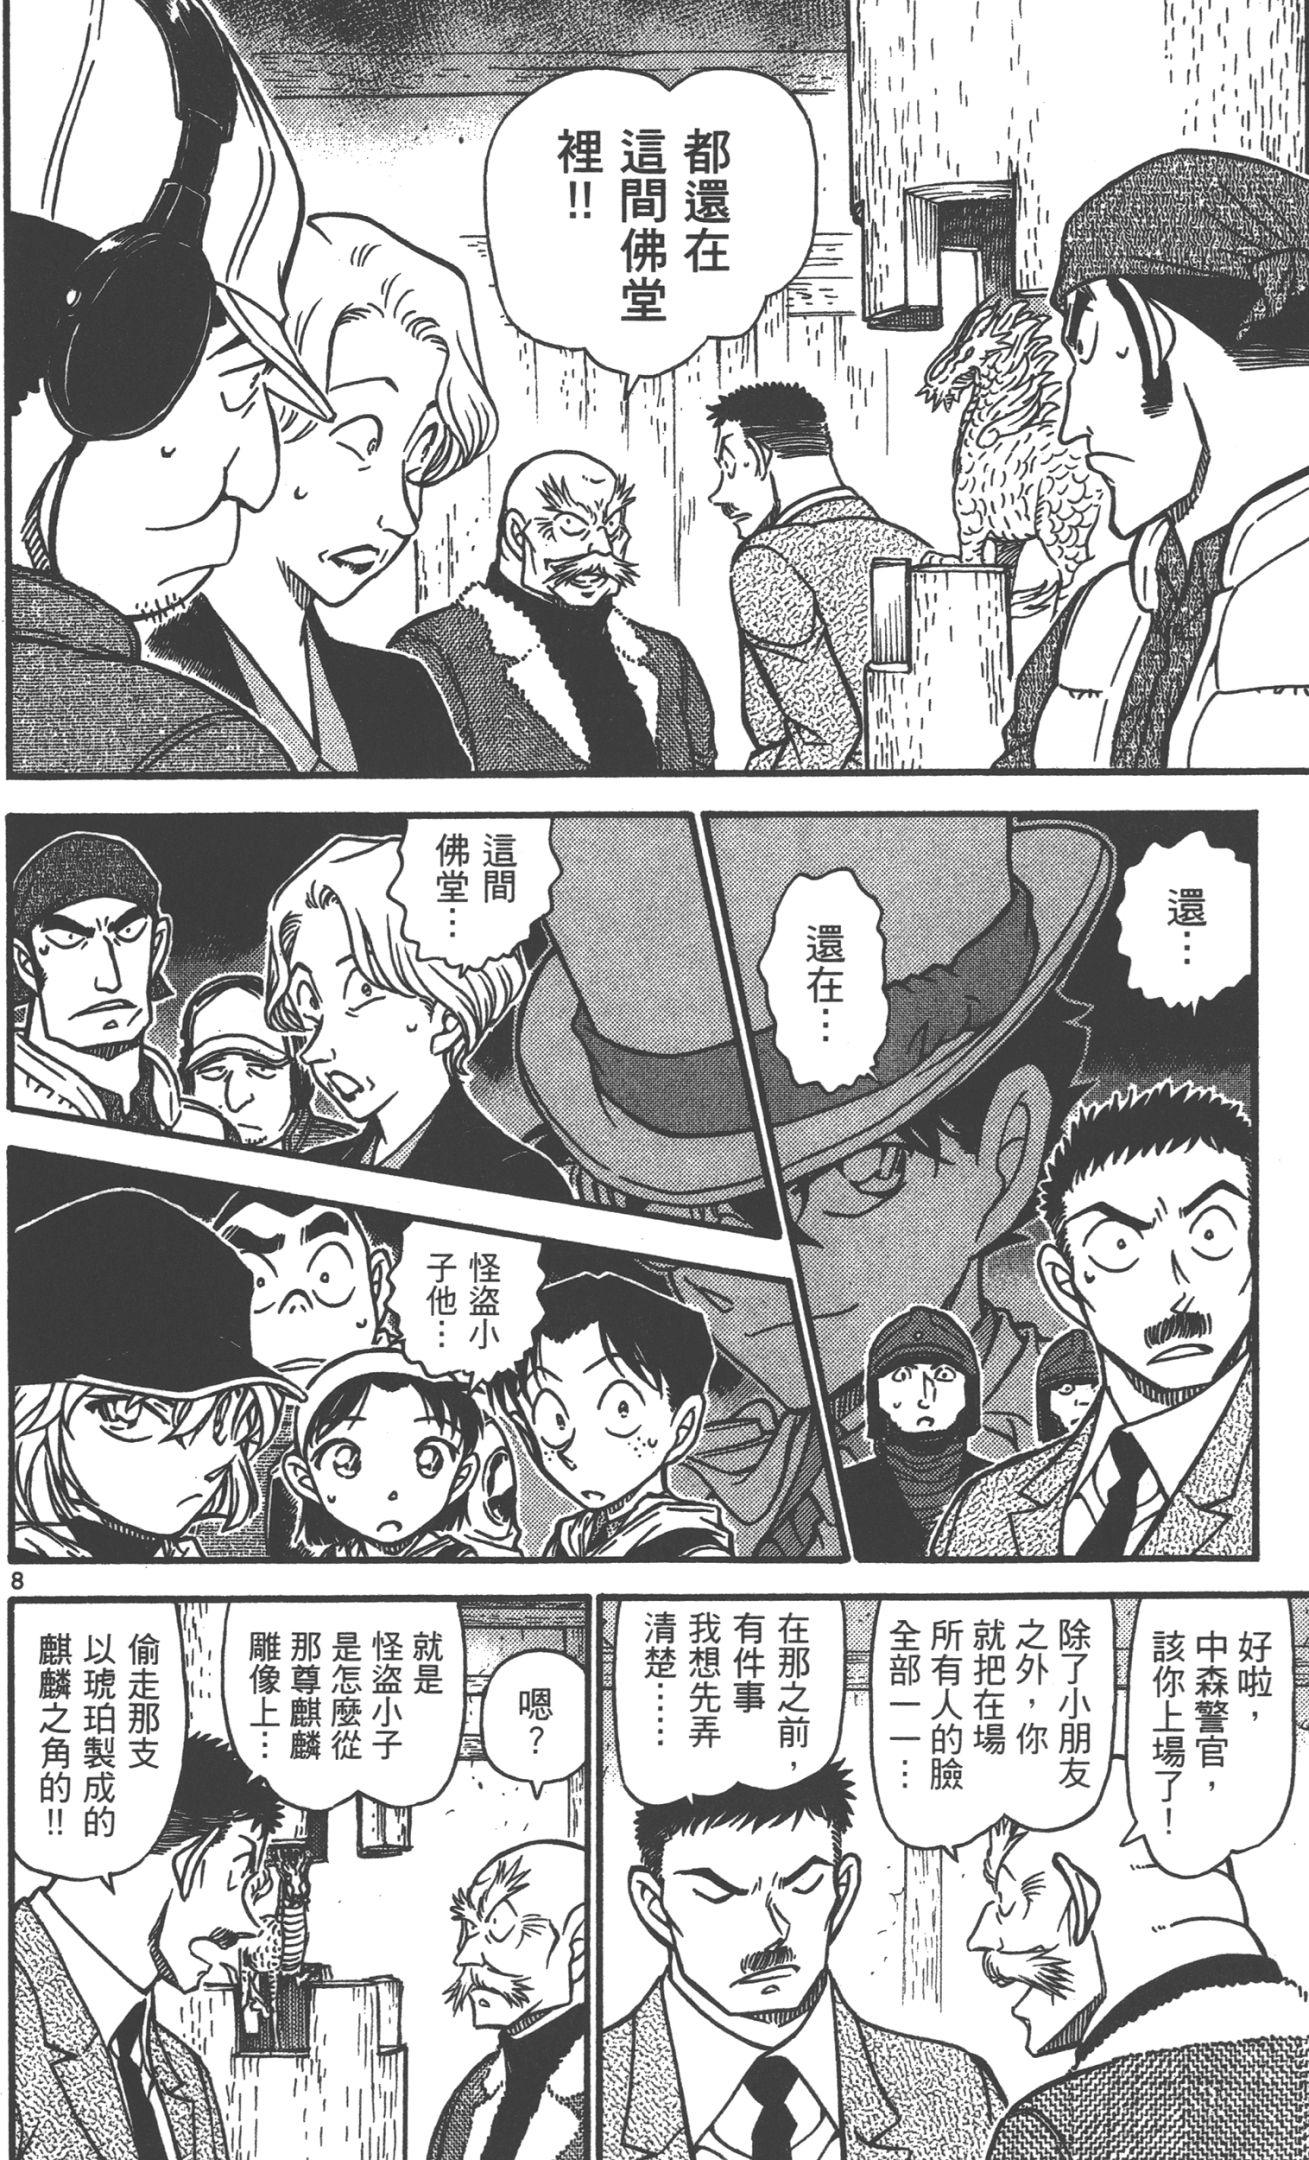 都還在
這間佛堂
裡!!
還…
還在…
這間
佛堂…
怪盜小
子他…
好啦，
中森警官，
該你上場了!
除了小朋友
之外，你
就把在場
所有人的臉
全部一一…
在那之前，
有件事
我想先弄
清楚……
嗯？
就是
怪盜小子
是怎麼從
那尊麒麟
雕像上…
偷走那支
以琥珀製成的
麒麟之角的!!
8